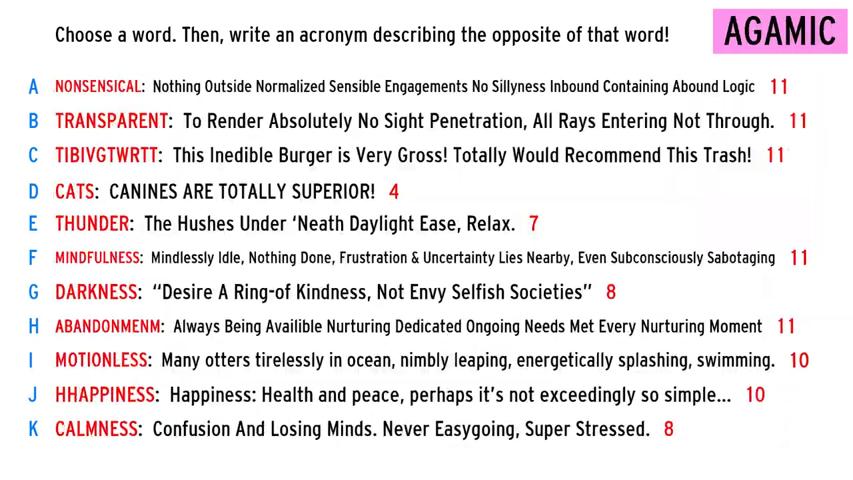 Choose a word. Then, write an acronym describing the opposite of that word!
AGAMIC
A NONSENSICAL: Nothing Outside Normalized Sensible Engagements No Sillyness Inbound Containing Abound Logic 11
B TRANSPARENT: To Render Absolutely No Sight Penetration, All Rays Entering Not Through. 11
C TIBIVGTWRTT: This Inedible Burger is Very Gross! Totally Would Recommend This Trash! 11
D CATS: CANINES ARE TOTALLY SUPERIOR! 4
E THUNDER: The Hushes Under ‘Neath Daylight Ease, Relax. 7
F MINDFULNESS: Mindlessly Idle, Nothing Done, Frustration & Uncertainty Lies Nearby, Even Subconsciously Sabotaging 11
G DARKNESS: “Desire A Ring-of Kindness, Not Envy Selfish Societies” 8
H ABANDONMENM: Always Being Availible Nurturing Dedicated Ongoing Needs Met Every Nurturing Moment 11
I MOTIONLESS: Many otters tirelessly in ocean, nimbly leaping, energetically splashing, swimming. 10
J HHAPPINESS: Happiness: Health and peace, perhaps it’s not exceedingly so simple... 10
K CALMNESS: Confusion And Losing Minds. Never Easygoing, Super Stressed. 8